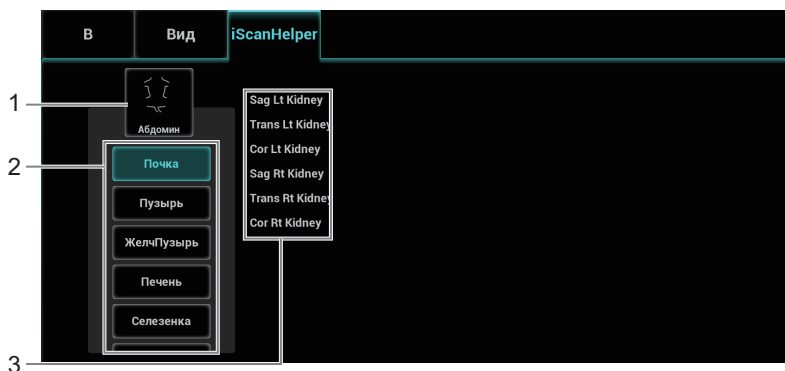 B
Вид
iScanHelper
1
Абдомин
2
Почка
Пузырь
ЖелчПузырь
Печень
Селезенка
Sag Lt Kidney
Trans Lt Kidney
Cor Lt Kidney
Sag Rt Kidney
Trans Rt Kidney
Cor Rt Kidney
3